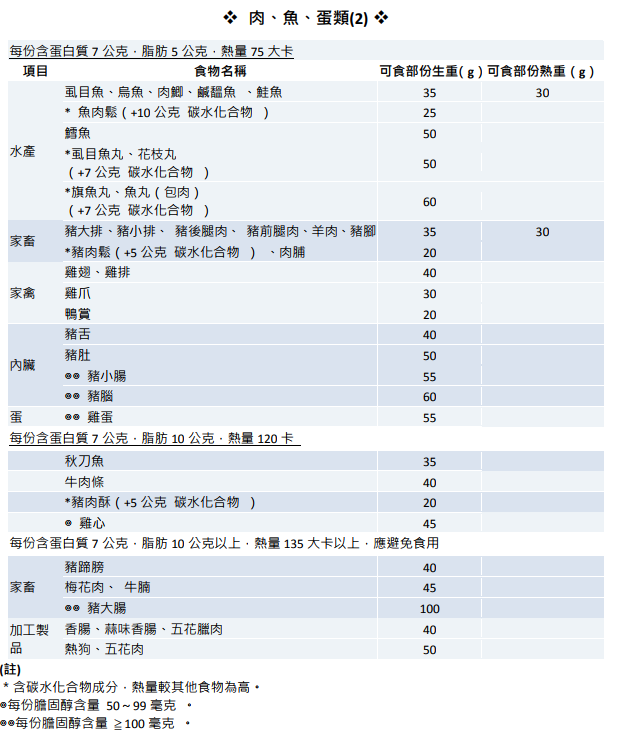 ❖ 肉、魚、蛋類(2) ❖
每份含蛋白質 7 公克，脂肪 5 公克，熱量 75 大卡
項目 食物名稱 可食部份生重( g ) 可食部份熟重 ( g )
水產
虱目魚、烏魚、肉鯽、鹹馧魚 、鮭魚 35 30
* 魚肉鬆 ( +10 公克 碳水化合物 ) 25
鱈魚 50
*虱目魚丸、花枝丸
( +7 公克 碳水化合物 ) 50
*旗魚丸、魚丸 ( 包肉 )
( +7 公克 碳水化合物 ) 60
家畜
豬大排、豬小排、 豬後腿肉、 豬前腿肉、羊肉、豬腳 35 30
*豬肉鬆 ( +5 公克 碳水化合物 ) 、肉脯 20
家禽
雞翅、雞排 40
雞爪 30
鴨賞 20
內臟
豬舌 40
豬肚 50
◎◎ 豬小腸 55
◎◎ 豬腦 60
蛋 ◎◎ 雞蛋 55
每份含蛋白質 7 公克，脂肪 10 公克，熱量 120 卡
秋刀魚 35
牛肉條 40
*豬肉酥 ( +5 公克 碳水化合物 ) 20
◎ 雞心 45
每份含蛋白質 7 公克，脂肪 10 公克以上，熱量 135 大卡以上，應避免食用
家畜
豬蹄膀 40
梅花肉、 牛腩 45
◎◎ 豬大腸 100
加工製品
香腸、蒜味香腸、五花臘肉 40
熱狗、五花肉 50
(註)
* 含碳水化合物成分，熱量較其他食物為高。
◎每份膽固醇含量 50～99 毫克 。
◎◎每份膽固醇含量 ≧100 毫克 。